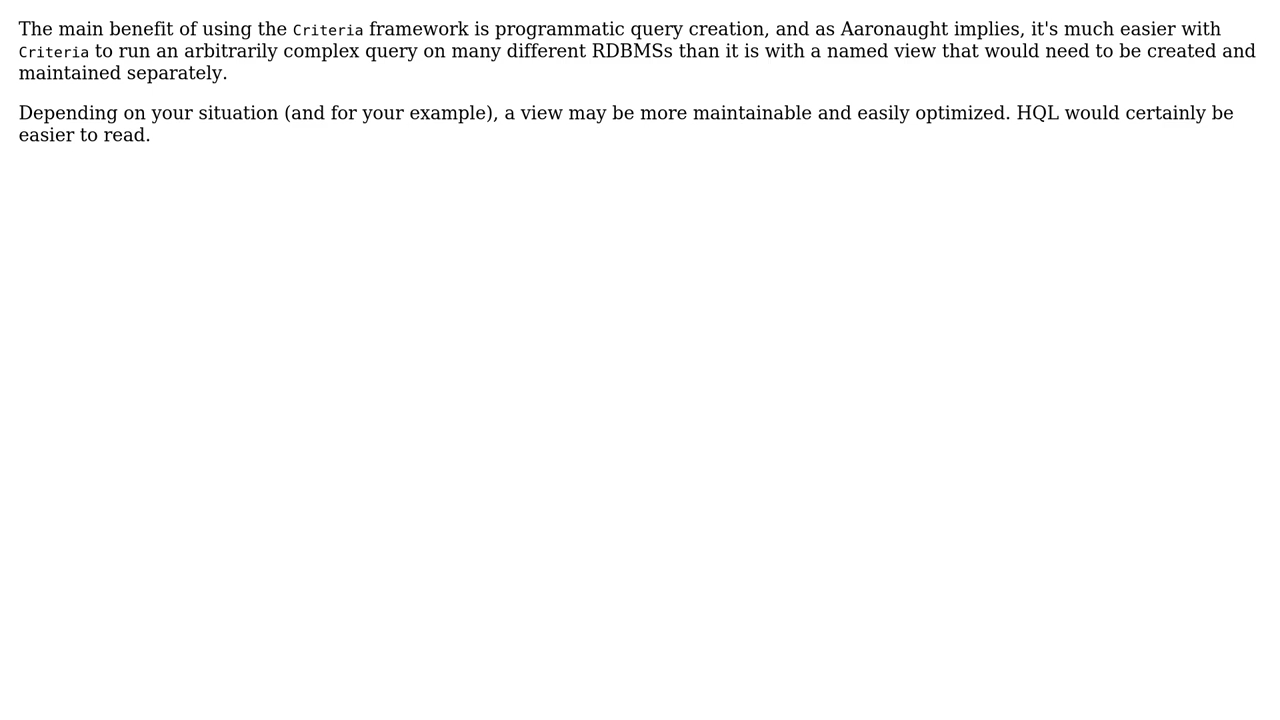 The main benefit of using the Criteria framework is programmatic query creation, and as Aaronaught implies, it's much easier with
Criteria to run an arbitrarily complex query on many different RDBMSs than it is with a named view that would need to be created and
maintained separately.
Depending on your situation (and for your example), a view may be more maintainable and easily optimized. HQL would certainly be
easier to read.